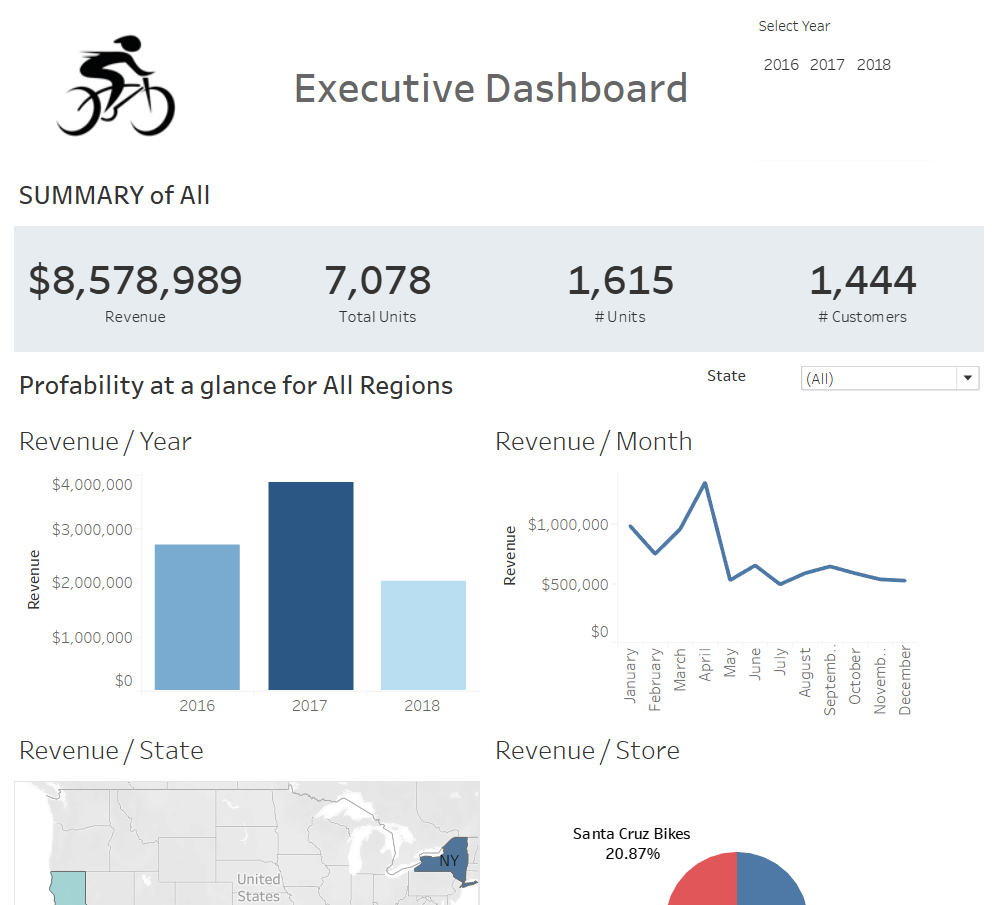 Select Year
2016 2017 2018
Executive Dashboard
SUMMARY of All
$8,578,989 7,078 1,615 1,444
Revenue Total Units # Units # Customers
Profability at a glance for All Regions
State
(All)
Revenue / Year
$4,000,000
$3,000,000
$2,000,000
$1,000,000
$0
Revenue
2016 2017 2018
Revenue / Month
$1,000,000
$500,000
$0
Revenue
January
February
March
April
May
June
July
August
Septemb..
October
Novemb..
December
Revenue / State
NY
United
States
Revenue / Store
Santa Cruz Bikes
20.87%